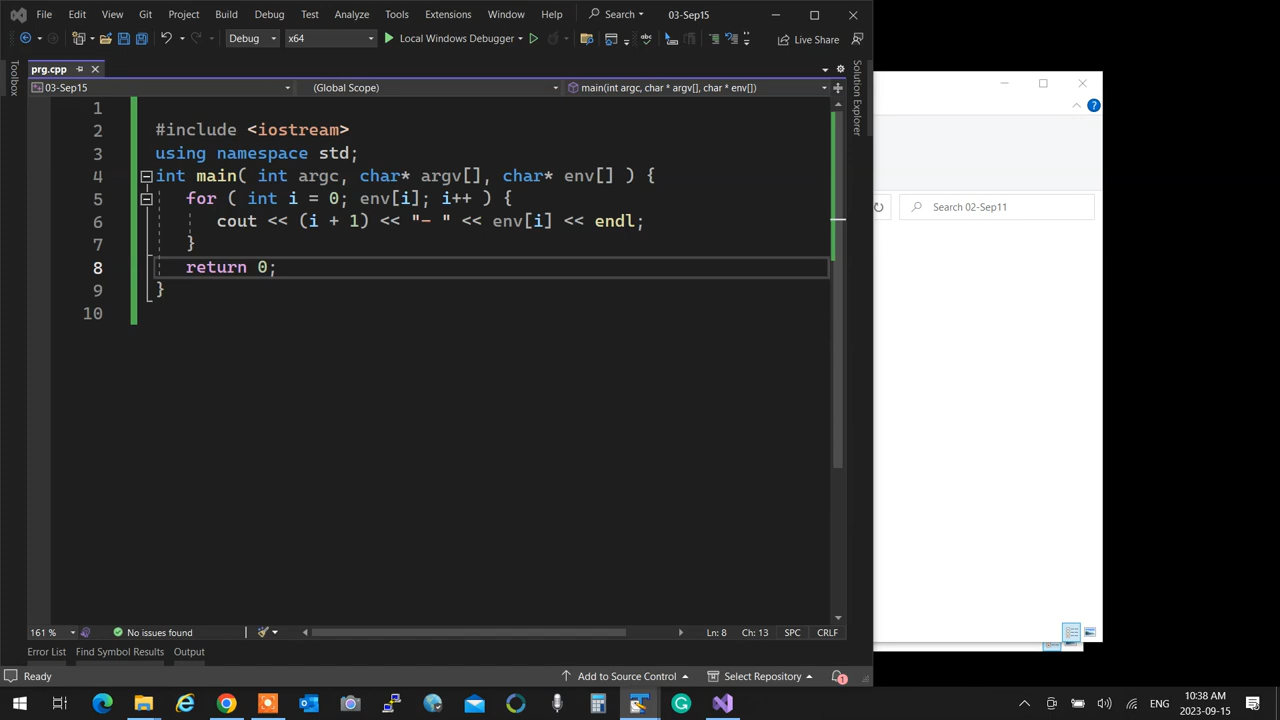 File Edit View Git Project Build Debug Test Analyze Tools Extensions Window Help Search 03-Sep15
Debug x64 Local Windows Debugger Live Share
prg.cpp
03-Sep15 (Global Scope) main(int argc, char * argv[], char * env[])
Toolbox
Solution Explorer
1
2 #include <iostream>
3 using namespace std;
4 int main( int argc, char* argv[], char* env[] ) {
5 for ( int i = 0; env[i]; i++ ) {
6 cout << (i + 1) << "- " << env[i] << endl;
7 }
8 return 0;
9 }
10
Search 02-Sep11
161 % No issues found Ln: 8 Ch: 13 SPC CRLF
Error List Find Symbol Results Output
Ready Add to Source Control Select Repository 1
ENG 10:38 AM
2023-09-15